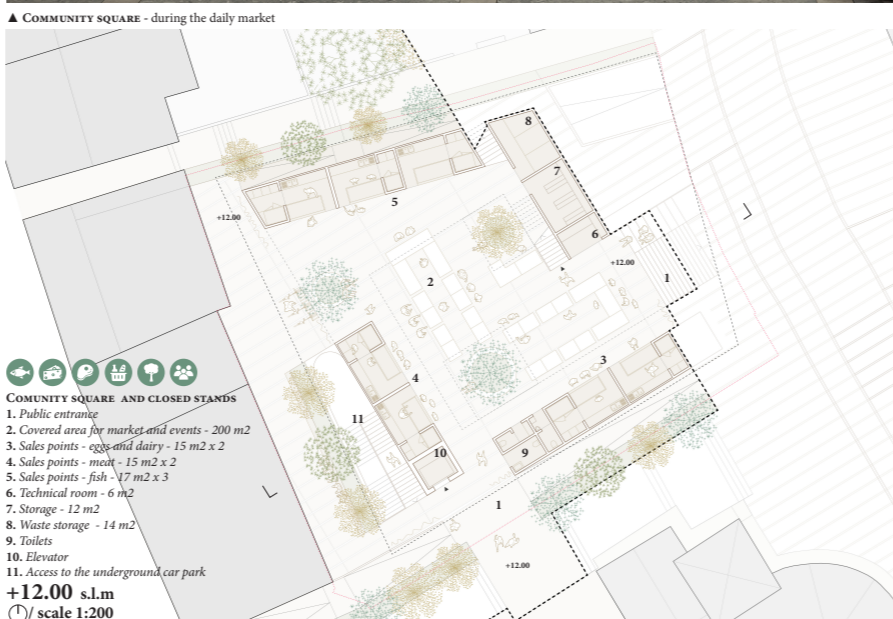 ▲ COMMUNITY SQUARE - during the daily market
8
7
5
+12.00
6
+12.00
2
1
3
4
11
10
9
1
+12.00
COMUNITY SQUARE AND CLOSED STANDS
1. Public entrance
2. Covered area for market and events - 200 m2
3. Sales points - eggs and dairy - 15 m2 x 2
4. Sales points - meat - 15 m2 x 2
5. Sales points - fish - 17 m2 x 3
6. Technical room - 6 m2
7. Storage - 12 m2
8. Waste storage - 14 m2
9. Toilets
10. Elevator
11. Access to the underground car park
+12.00 s.l.m
/ scale 1:200